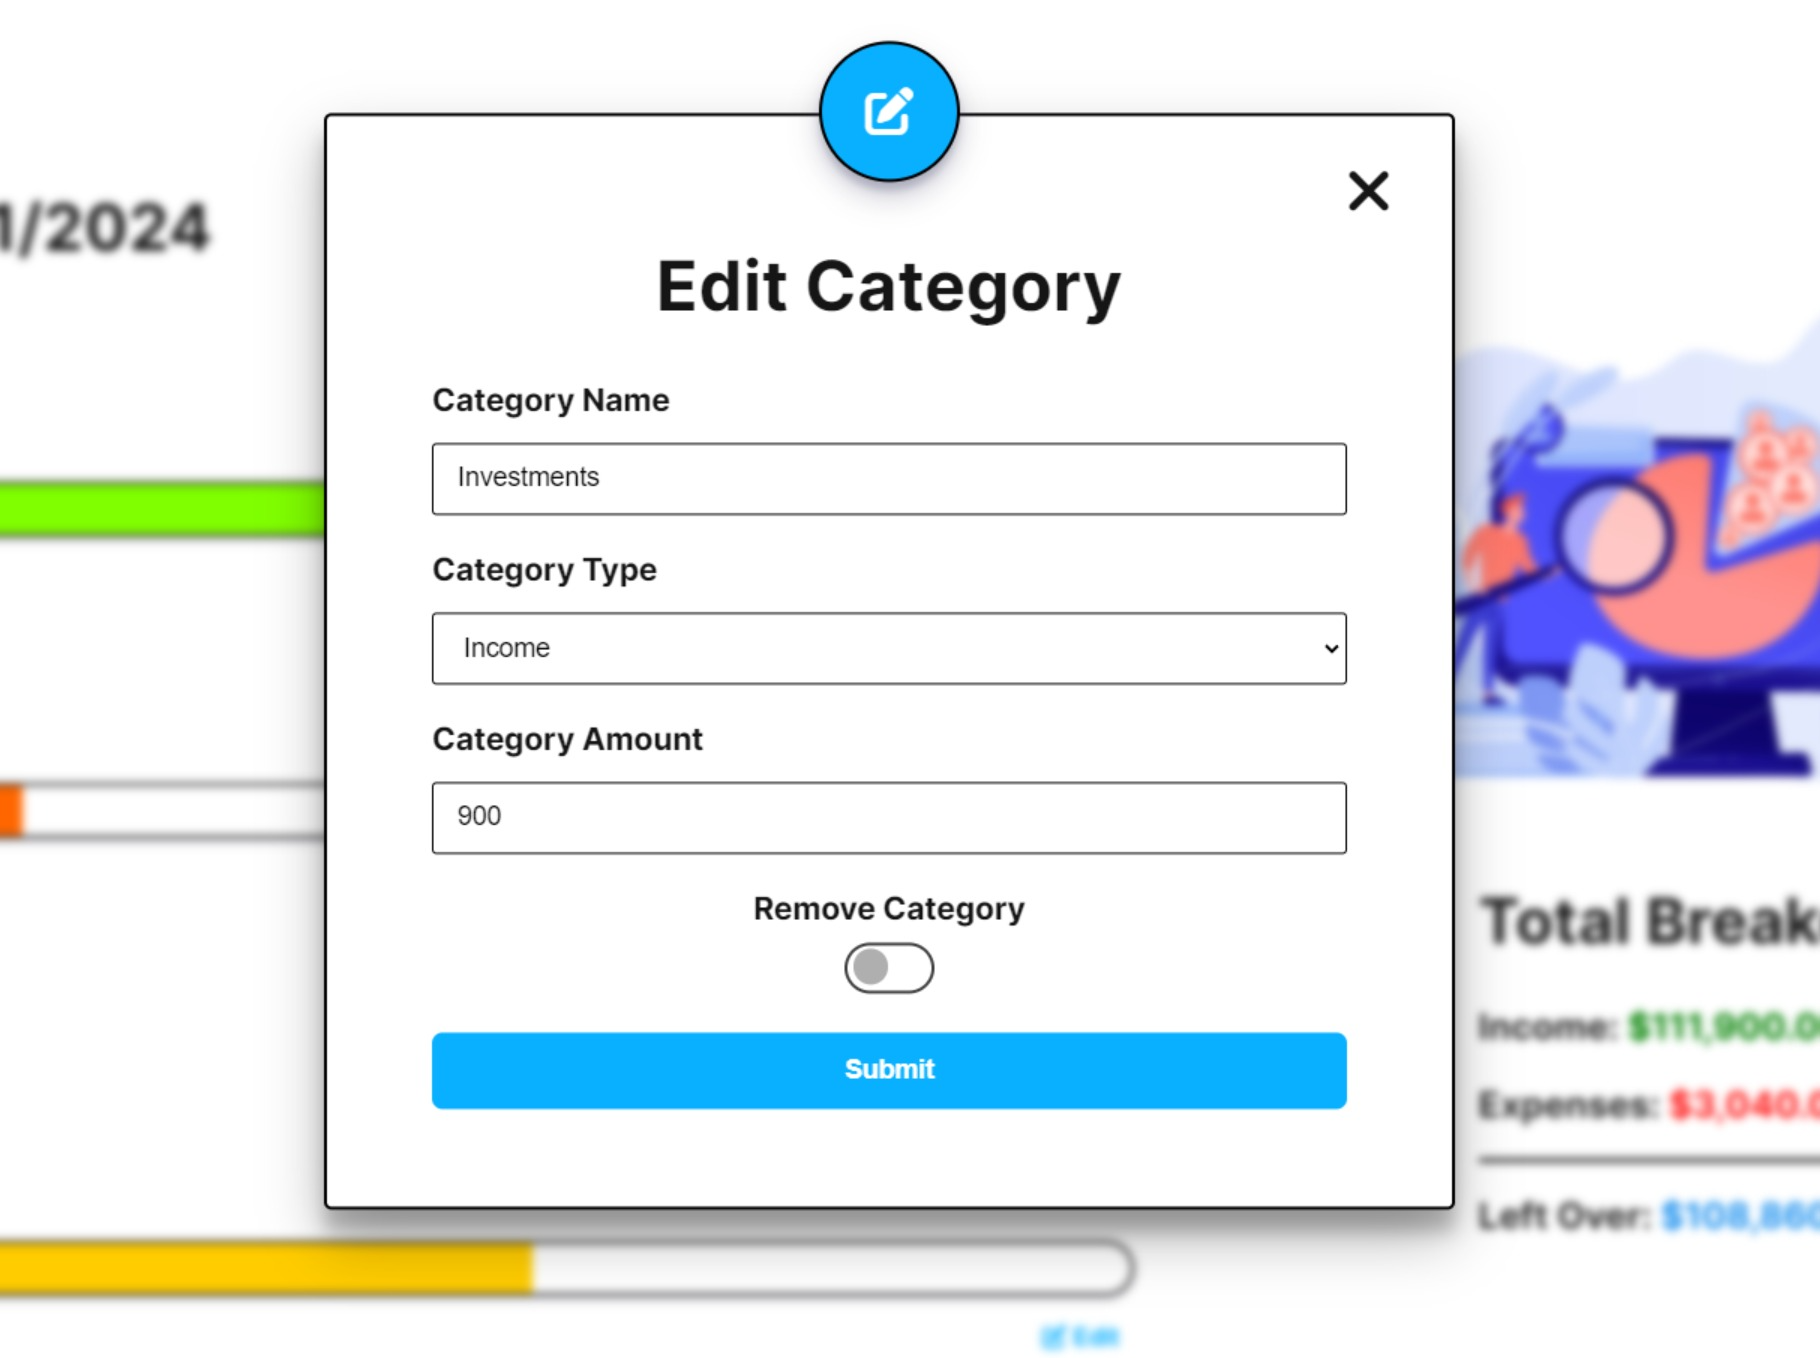 1/2024
Edit Category
Category Name
Investments
Category Type
Income
Category Amount
900
Remove Category
Submit
Total
Income: $111,900.0
Expenses: $3,040.0
Left Over: $108,860
Edit